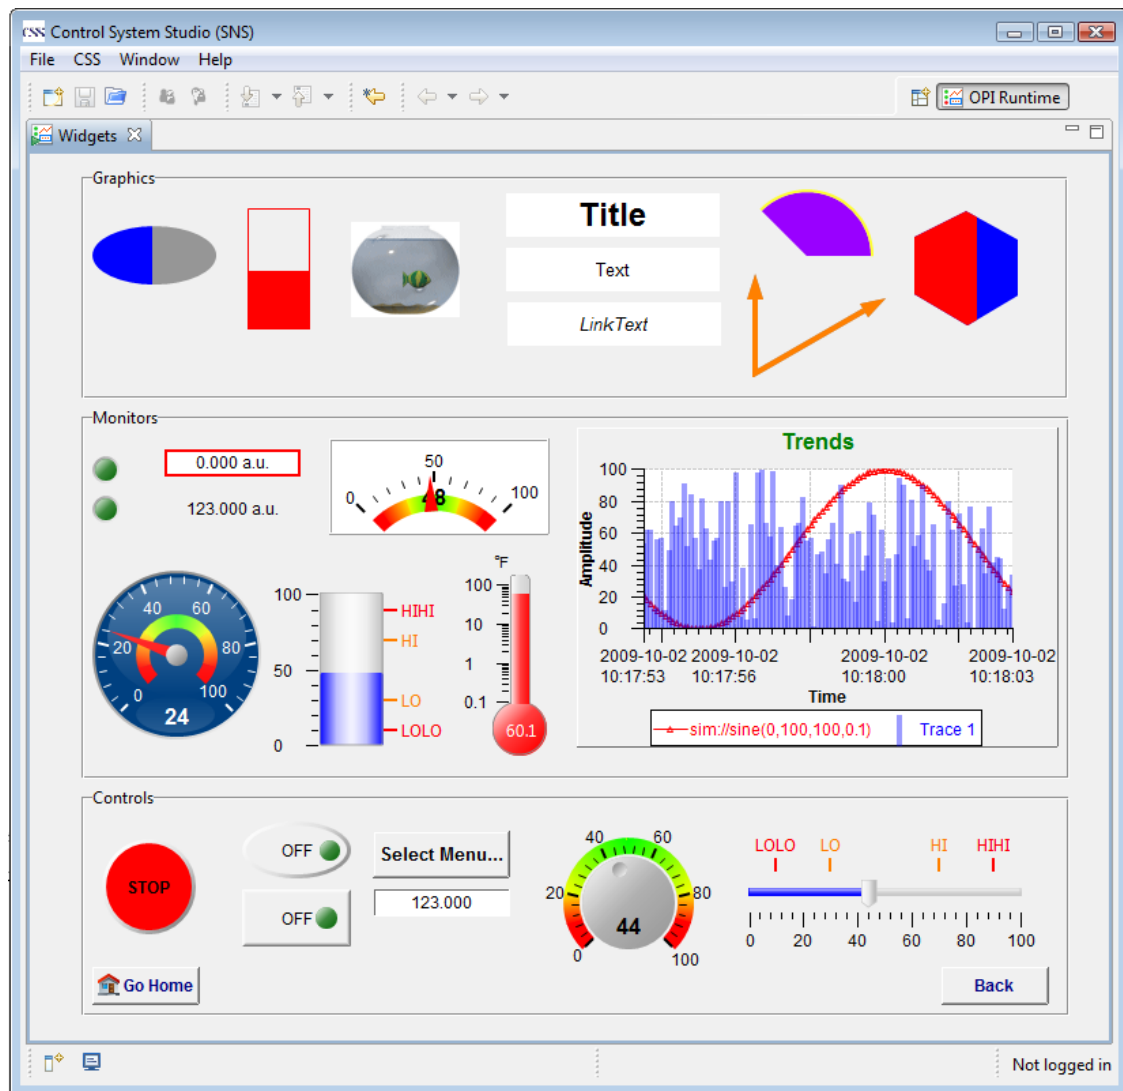 CSS Control System Studio (SNS)
File CSS Window Help
OPI Runtime
Widgets
Graphics
Title
Text
LinkText
Monitors
0.000 a.u.
123.000 a.u.
0 50 100
48
0 20 40 60 80 100
24
100
50
0
HIHI
HI
LO
LOLO
°F
100
10
1
0.1
60.1
Trends
Amplitude
100
80
60
40
20
0
2009-10-02 2009-10-02 2009-10-02 2009-10-02
10:17:53 10:17:56 10:18:00 10:18:03
Time
sim://sine(0,100,100,0.1) Trace 1
Controls
STOP
OFF
OFF
Select Menu...
123.000
0 20 40 60 80 100
44
LOLO LO HI HIHI
0 20 40 60 80 100
Go Home
Back
Not logged in